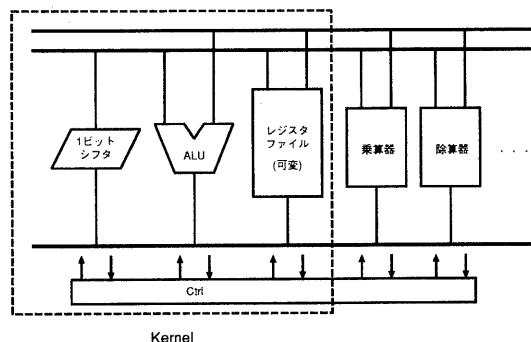 1ビット
シフタ
ALU
レジスタ
ファイル
(可変)
乗算器
除算器
. . .
Ctrl
Kernel